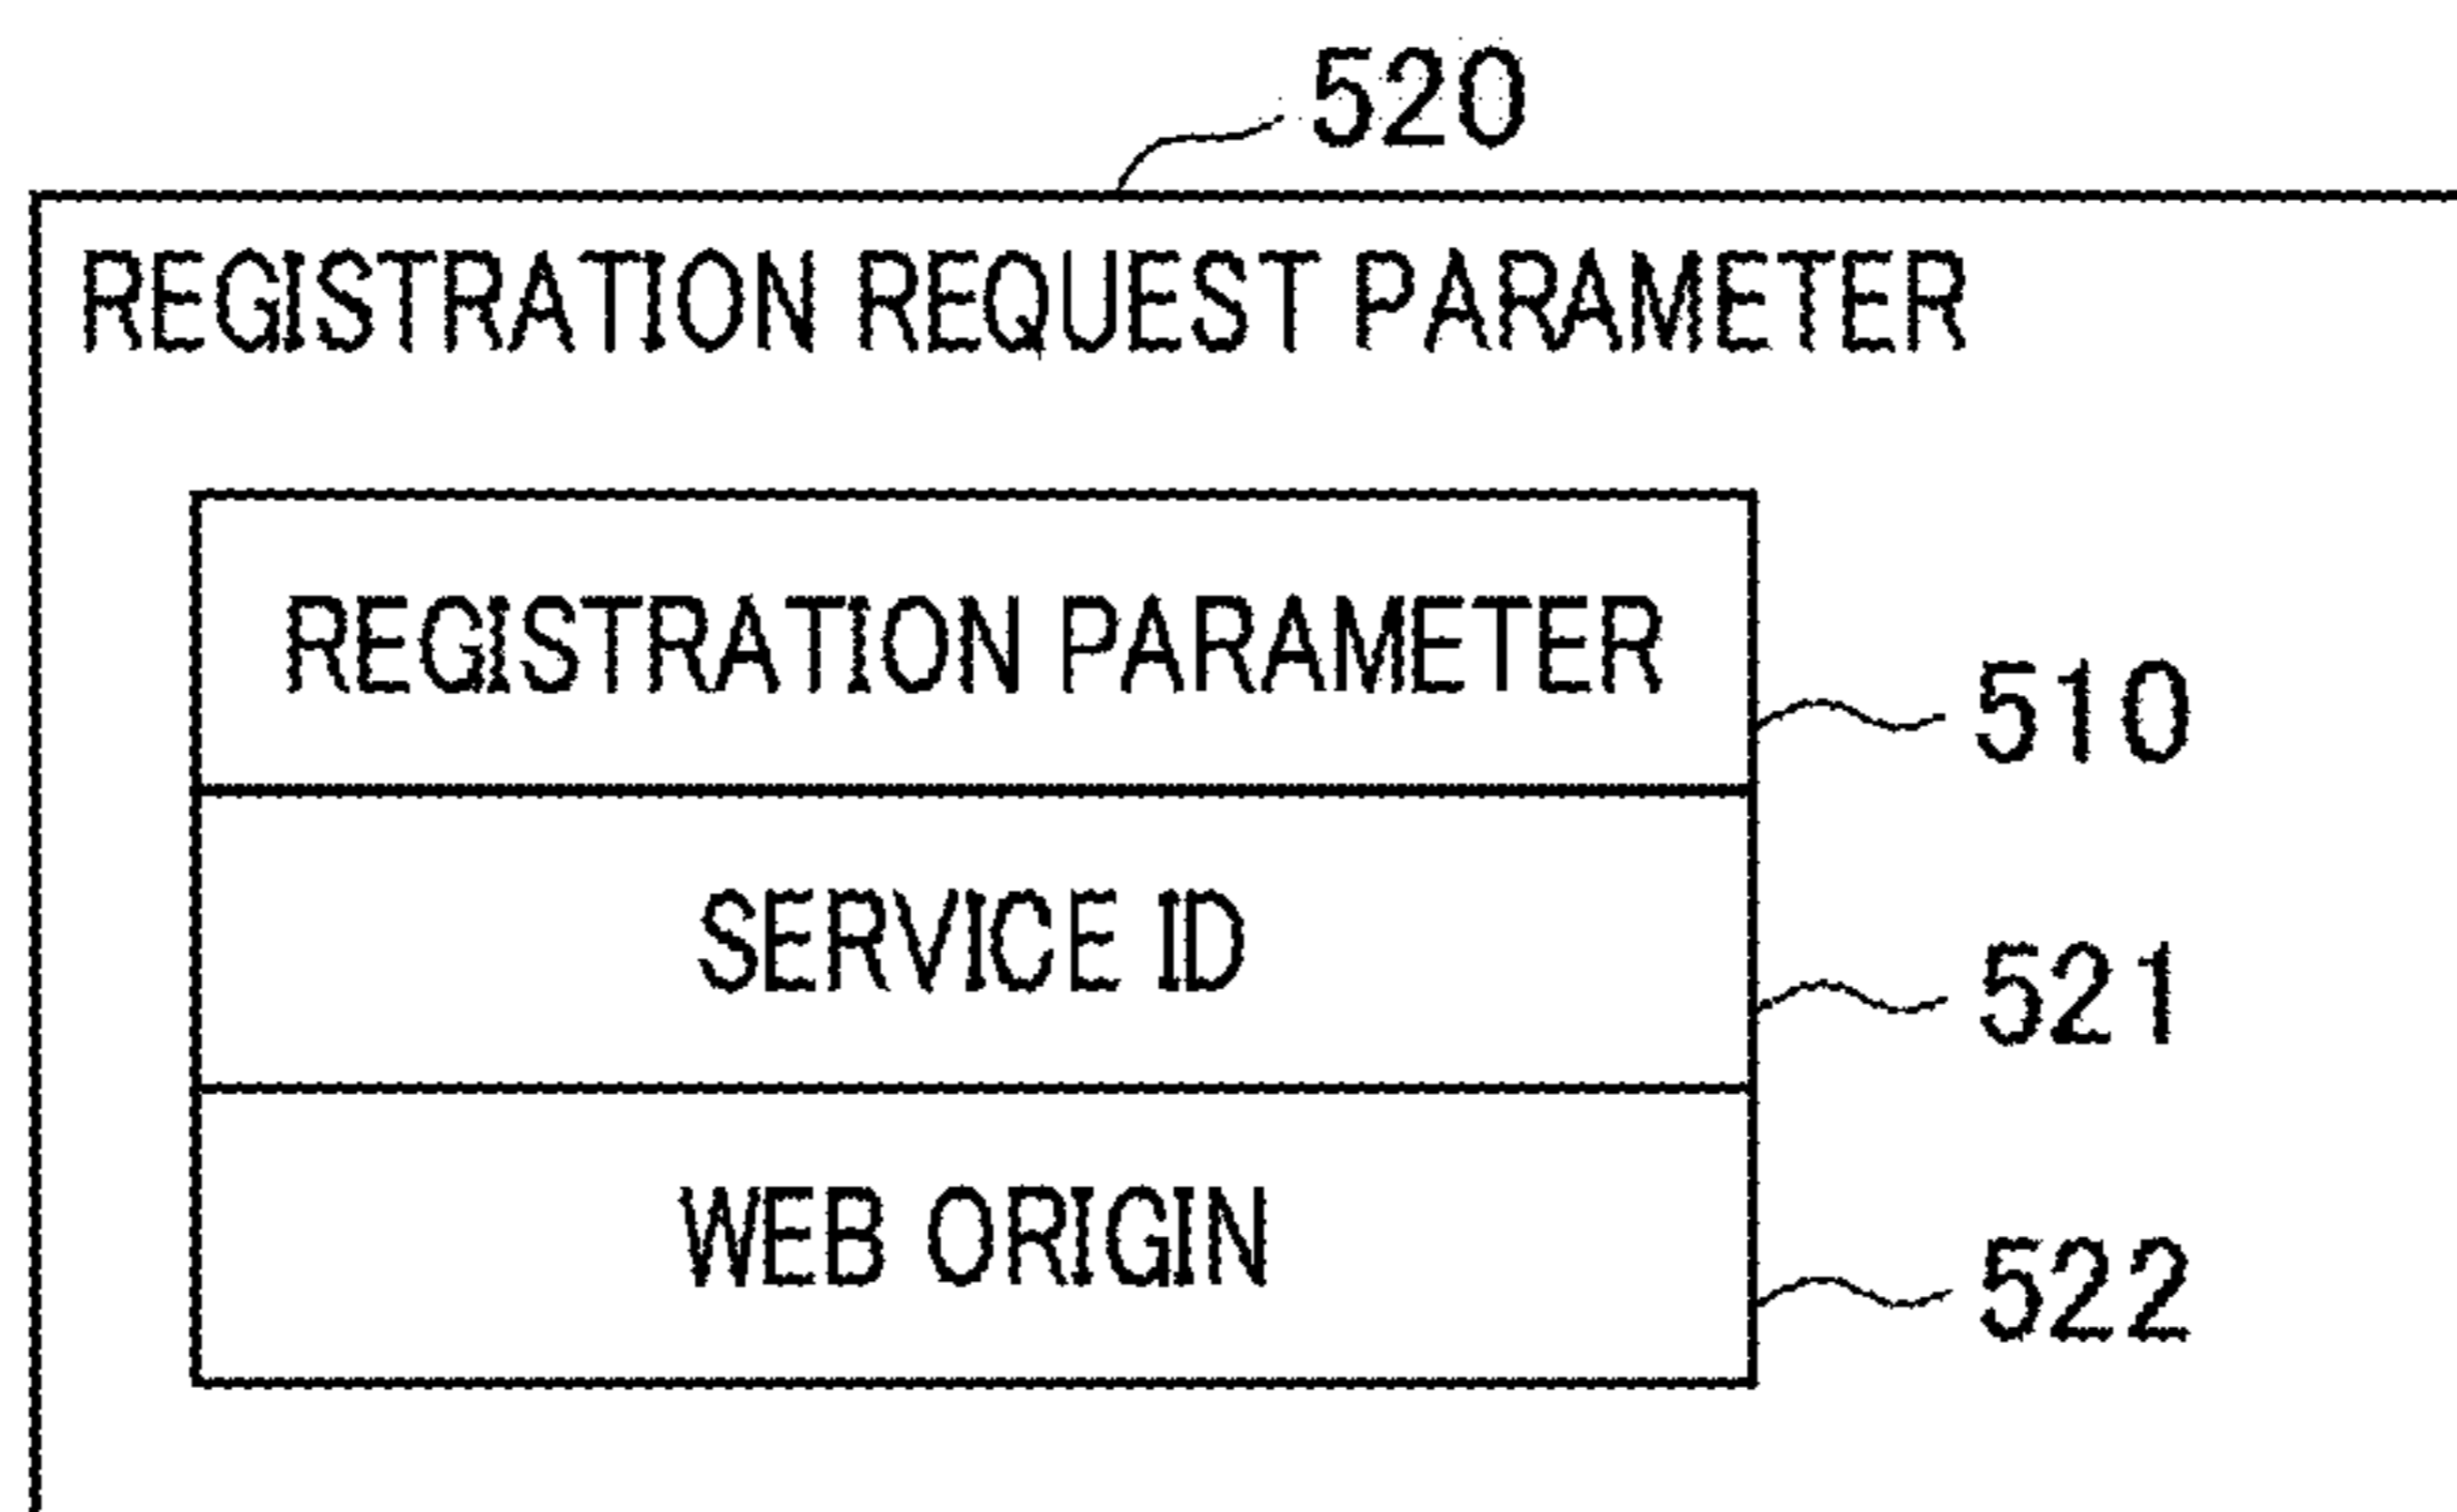 520
REGISTRATION REQUEST PARAMETER
REGISTRATION PARAMETER
510
SERVICE ID
521
WEB ORIGIN
522